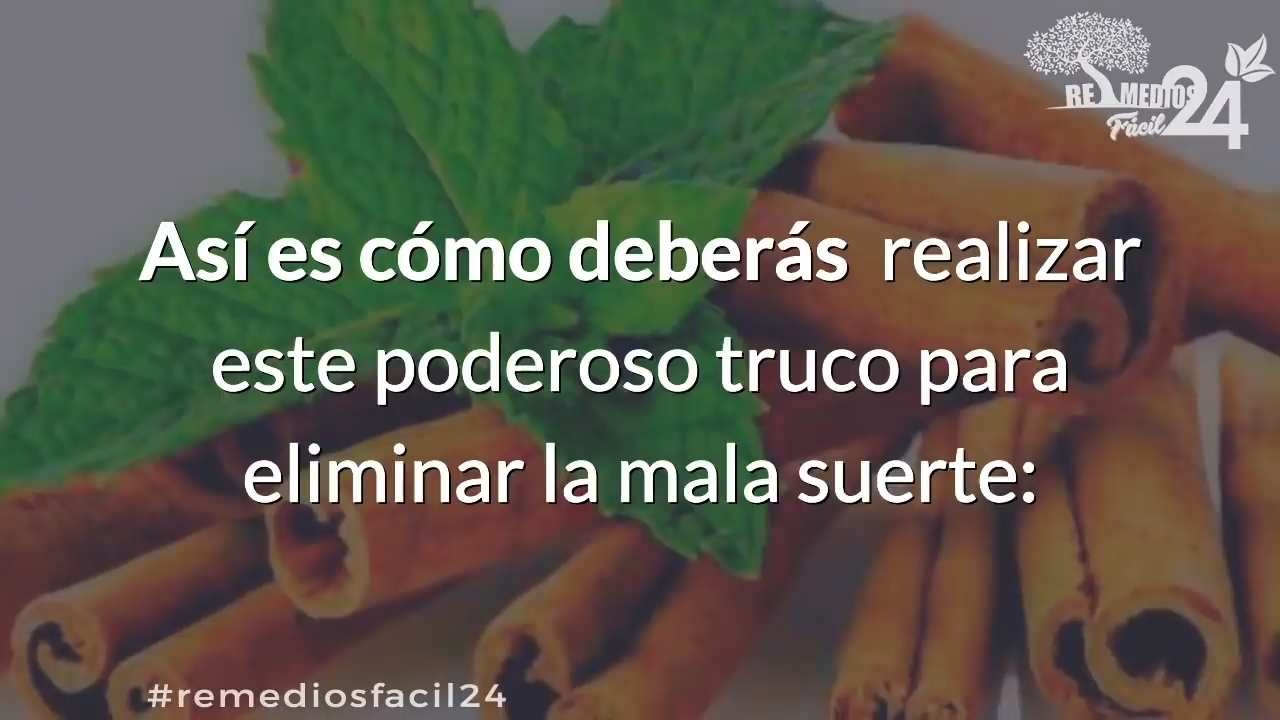 REMEDIOS
Fácil 24
Así es cómo deberás realizar
este poderoso truco para
eliminar la mala suerte:
#remediosfacil24